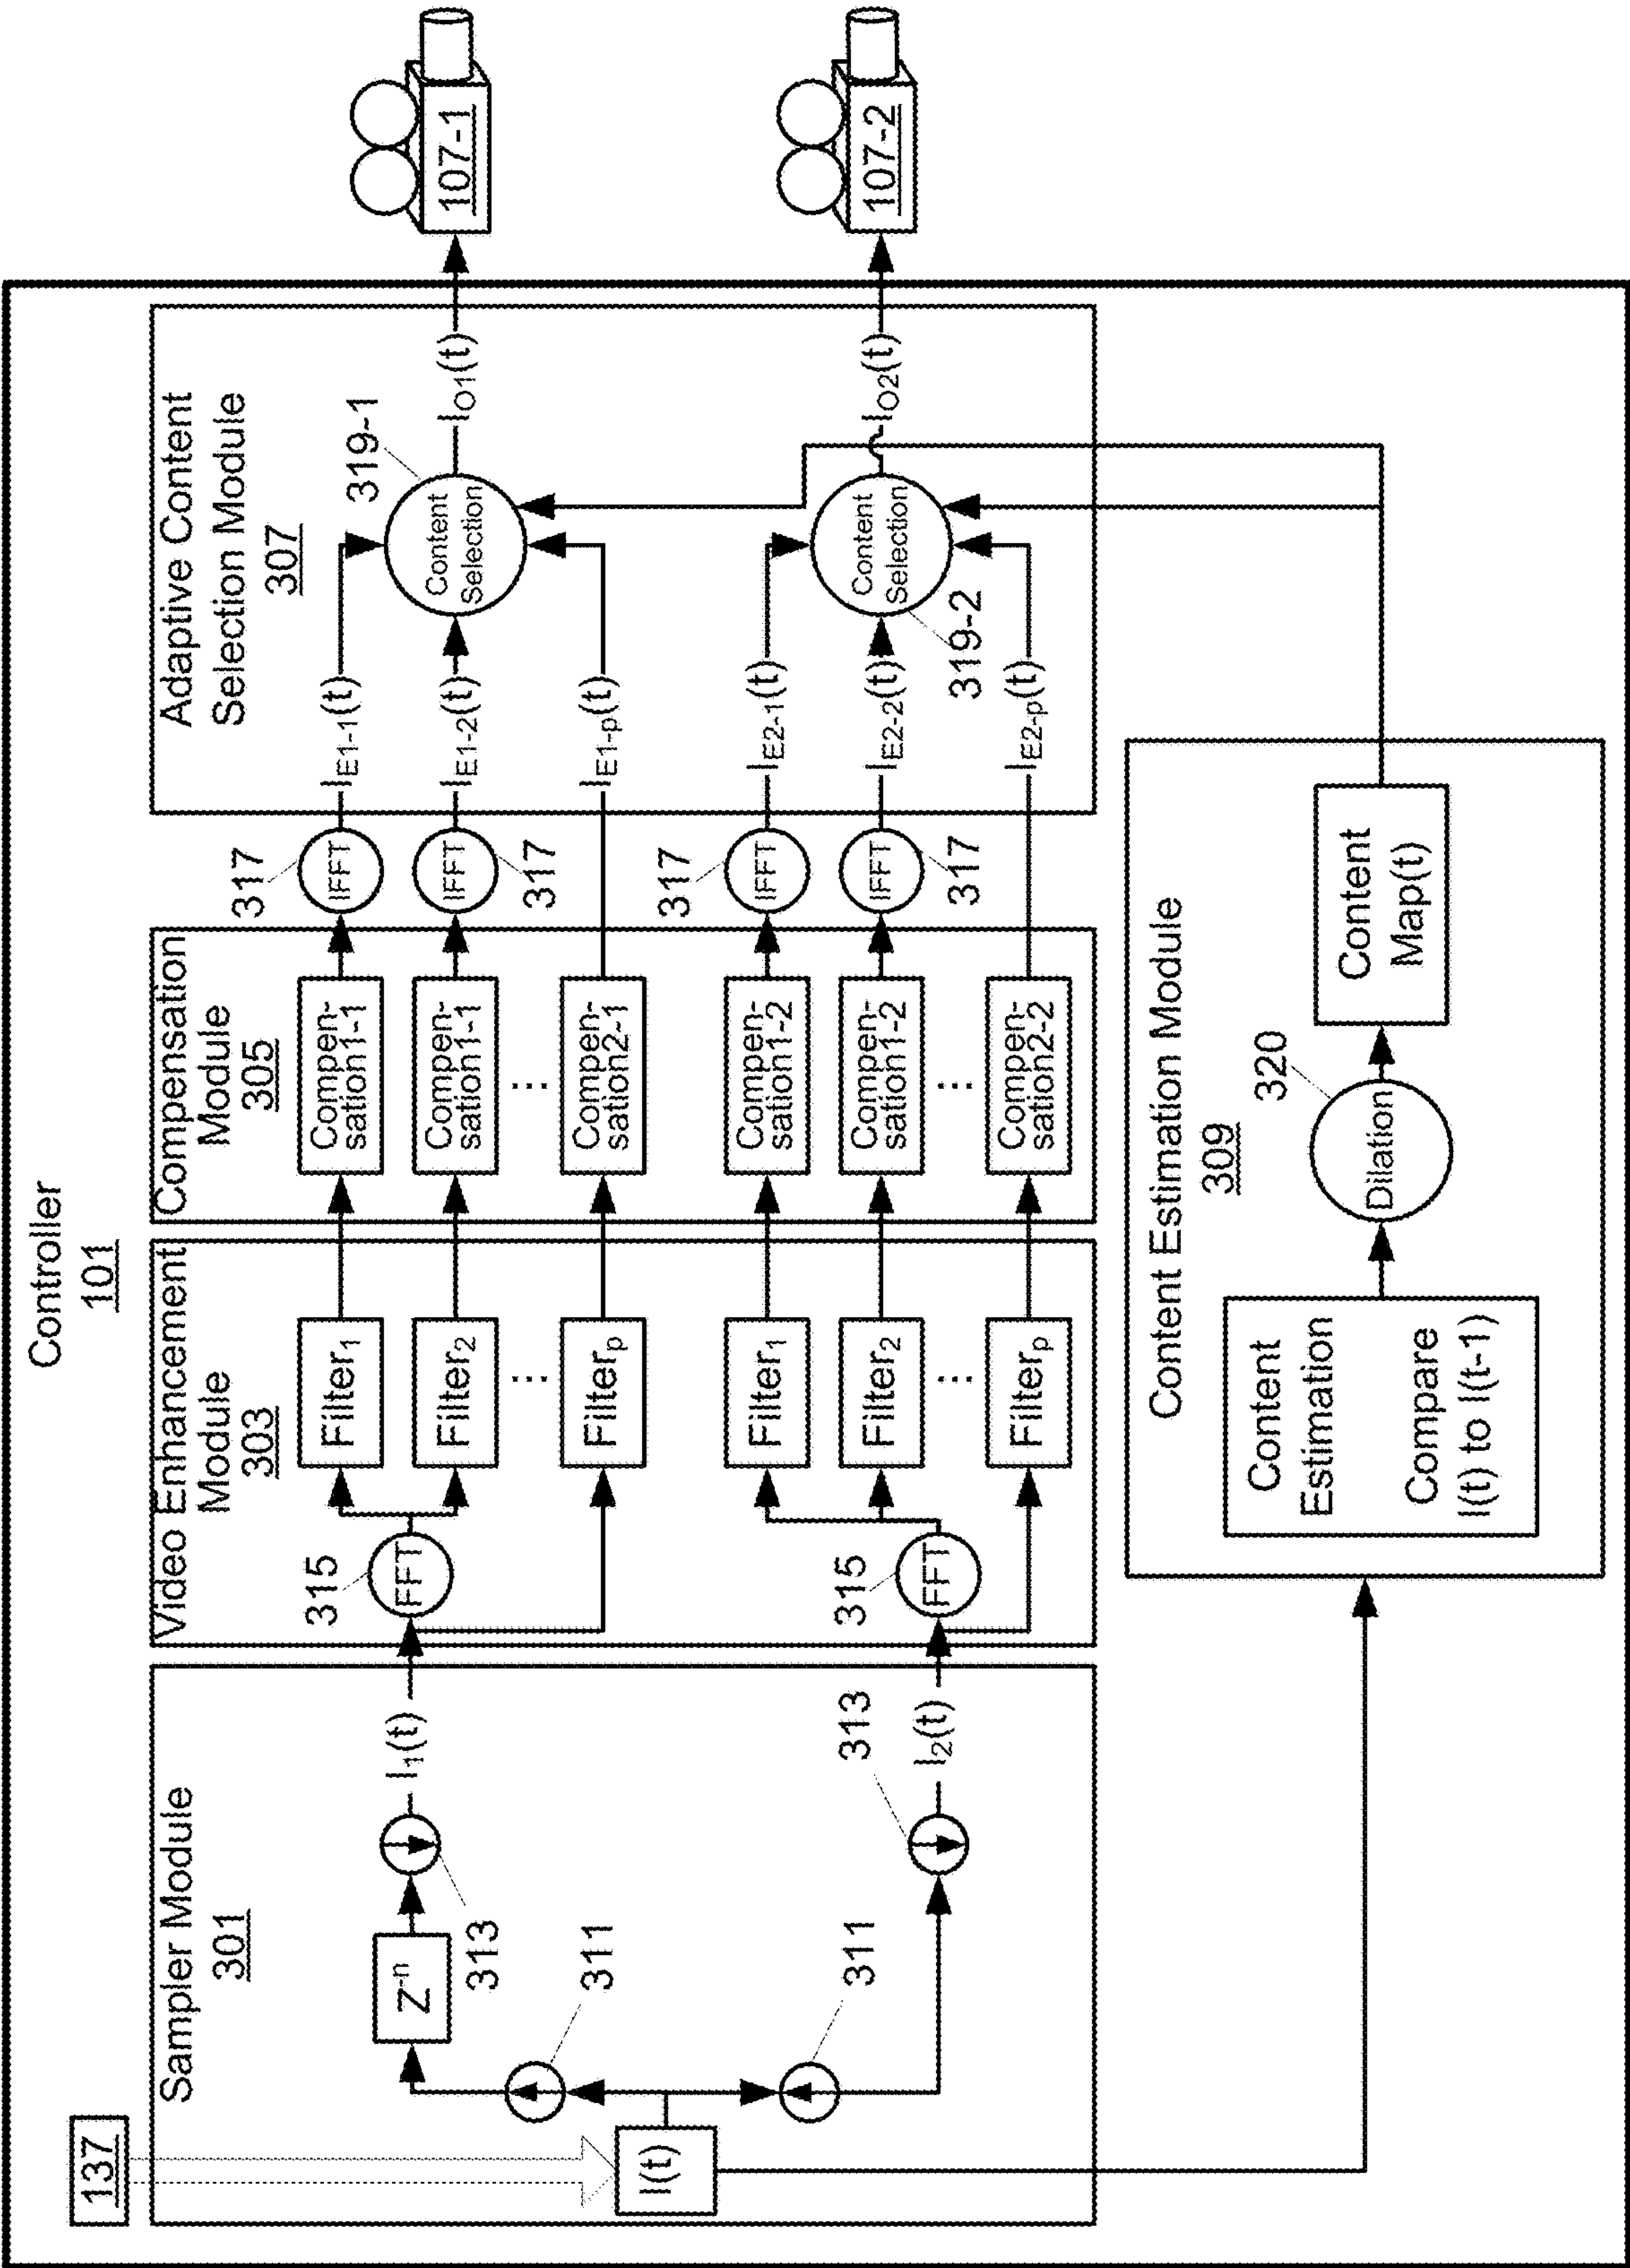 Controller
101
137
Sampler Module
301
I(t)
311
311
Z-n
313
313
I1(t)
I2(t)
Video Enhancement
Module
303
315
FFT
Filter1
Filter2
...
Filterp
315
FFT
Filter1
Filter2
...
Filterp
Compensation
Module
305
Compen-
sation1-1
Compen-
sation1-1
...
Compen-
sation2-1
Compen-
sation1-2
Compen-
sation1-2
...
Compen-
sation2-2
317
IFFT
IFFT
317
317
IFFT
IFFT
317
Adaptive Content
Selection Module
307
IE1-1(t)
IE1-2(t)
IE1-p(t)
IE2-1(t)
IE2-2(t)
IE2-p(t)
319-1
Content
Selection
319-2
Content
Selection
IO1(t)
IO2(t)
107-1
107-2
Content Estimation Module
309
Content
Estimation
Compare
I(t) to I(t-1)
320
Dilation
Content
Map(t)